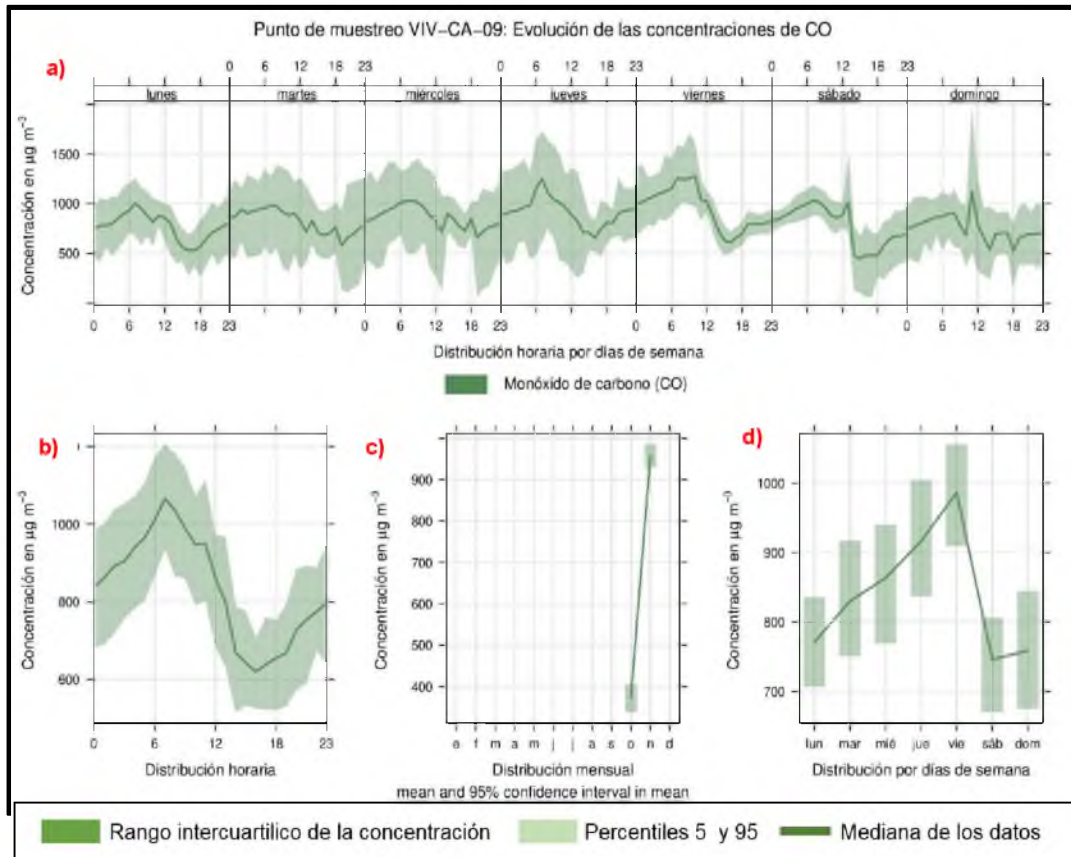 Punto de muestreo VIV-CA-09: Evolución de las concentraciones de CO
a)
0 6 12 18 23 0 6 12 18 23 0 6 12 18 23
lunes martes miércoles jueves viernes sábado domingo
Concentración en µg m⁻³
1500
1000
500
0 6 12 18 23 0 6 12 18 23 0 6 12 18 23 0 6 12 18 23
Distribución horaria por días de semana
Monóxido de carbono (CO)
b)
Concentración en µg m⁻³
1000
800
600
0 6 12 18 23
Distribución horaria
c)
Concentración en µg m⁻³
900
800
700
600
500
400
e f m a m j j a s o n d
Distribución mensual
mean and 95% confidence interval in mean
d)
Concentración en µg m⁻³
1000
900
800
700
lun mar mié jue vie sáb dom
Distribución por días de semana
Rango intercuartilico de la concentración Percentiles 5 y 95 Mediana de los datos